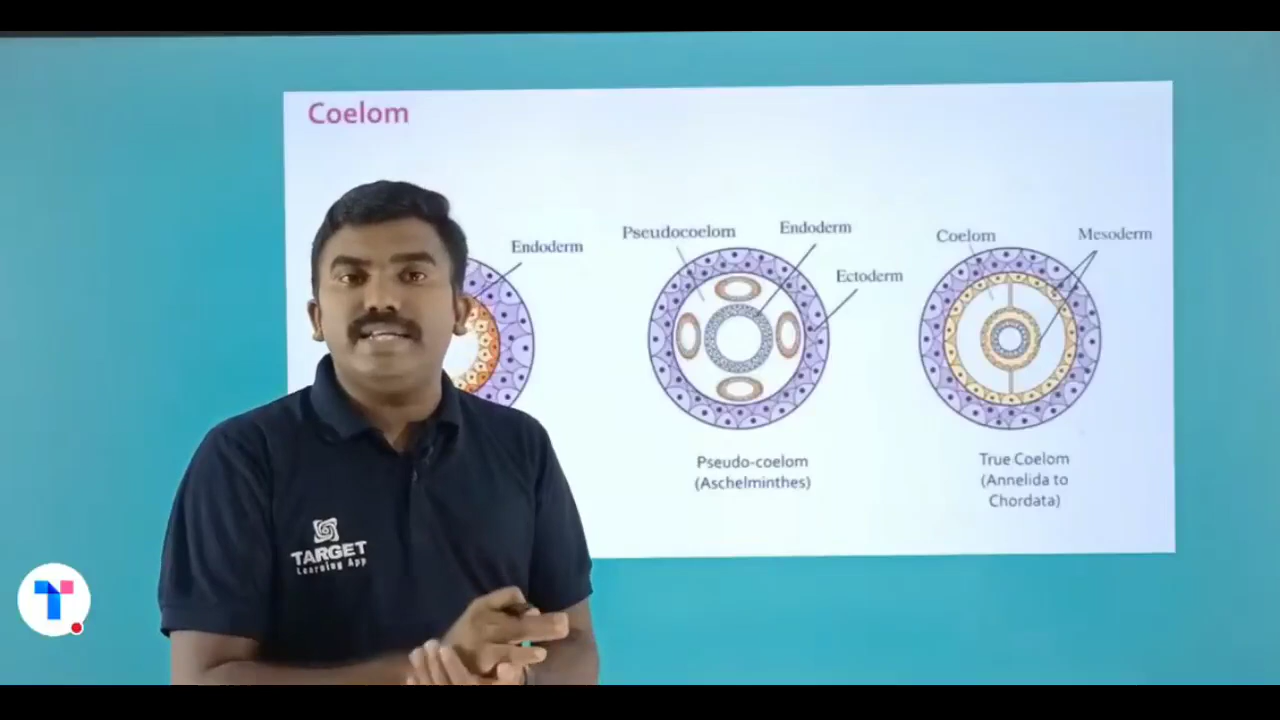 Coelom
Endoderm
Pseudocoelom
Endoderm
Ectoderm
Coelom
Mesoderm
Pseudo-coelom
(Aschelminthes)
True Coelom
(Annelida to
Chordata)
TARGET
Learning App
T